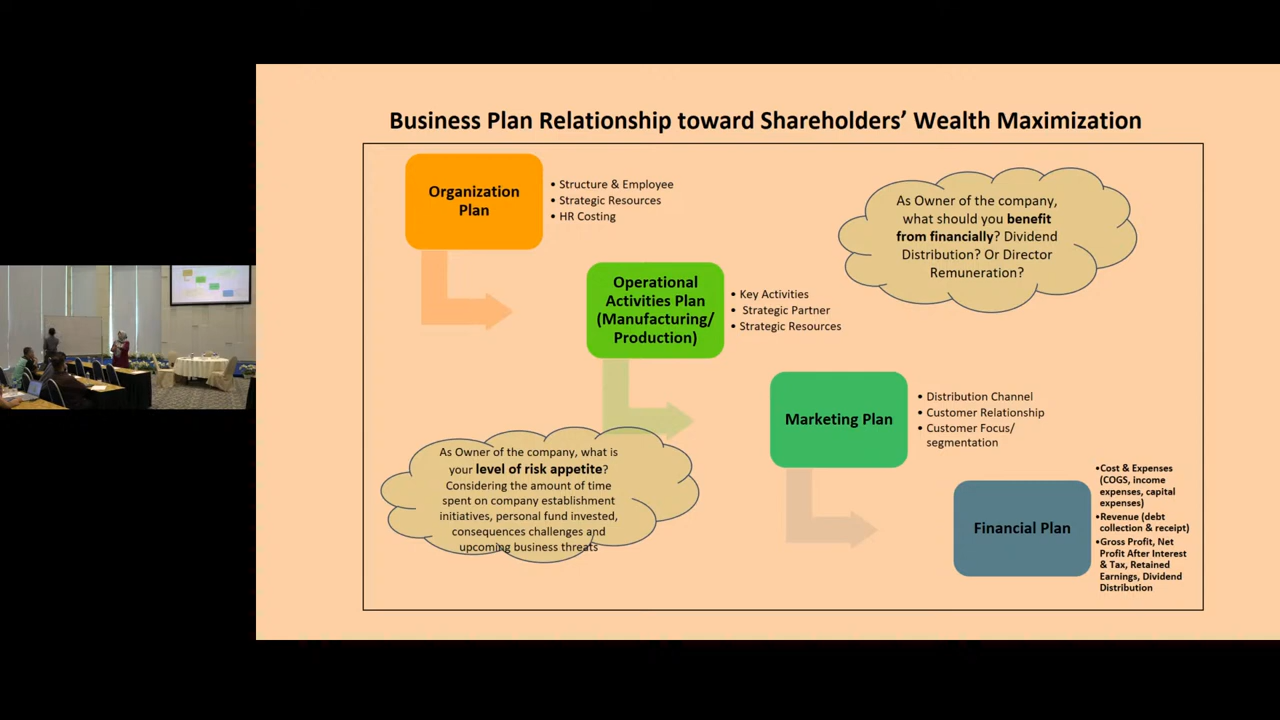 Business Plan Relationship toward Shareholders' Wealth Maximization
Organization
Plan
• Structure & Employee
• Strategic Resources
• HR Costing
As Owner of the company,
what should you benefit
from financially? Dividend
Distribution? Or Director
Remuneration?
Operational
Activities Plan
(Manufacturing/
Production)
• Key Activities
• Strategic Partner
• Strategic Resources
Marketing Plan
• Distribution Channel
• Customer Relationship
• Customer Focus/
segmentation
As Owner of the company, what is
your level of risk appetite?
Considering the amount of time
spent on company establishment
initiatives, personal fund invested,
consequences challenges and
upcoming business threats
Financial Plan
•Cost & Expenses
(COGS, income
expenses, capital
expenses)
•Revenue (debt
collection & receipt)
•Gross Profit, Net
Profit After Interest
& Tax, Retained
Earnings, Dividend
Distribution